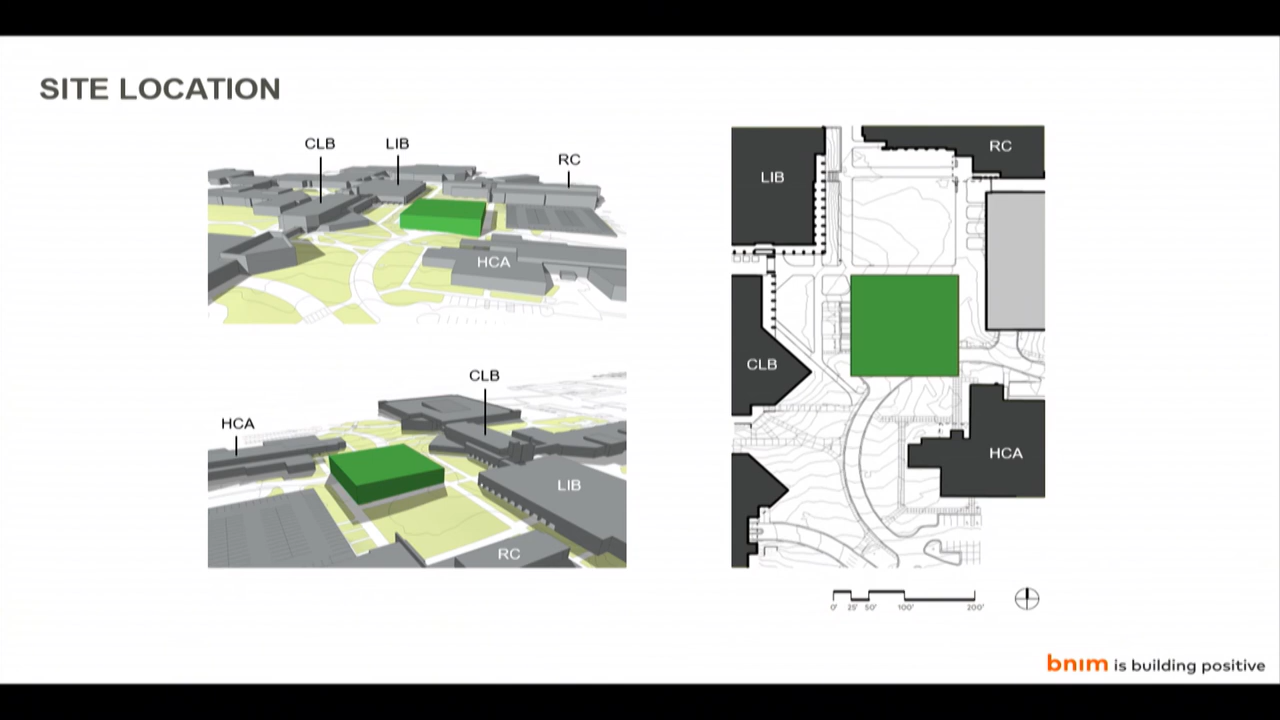 SITE LOCATION
CLB
LIB
RC
HCA
CLB
HCA
LIB
RC
RC
LIB
CLB
HCA
0' 25' 50' 100' 200'
bnim is building positive